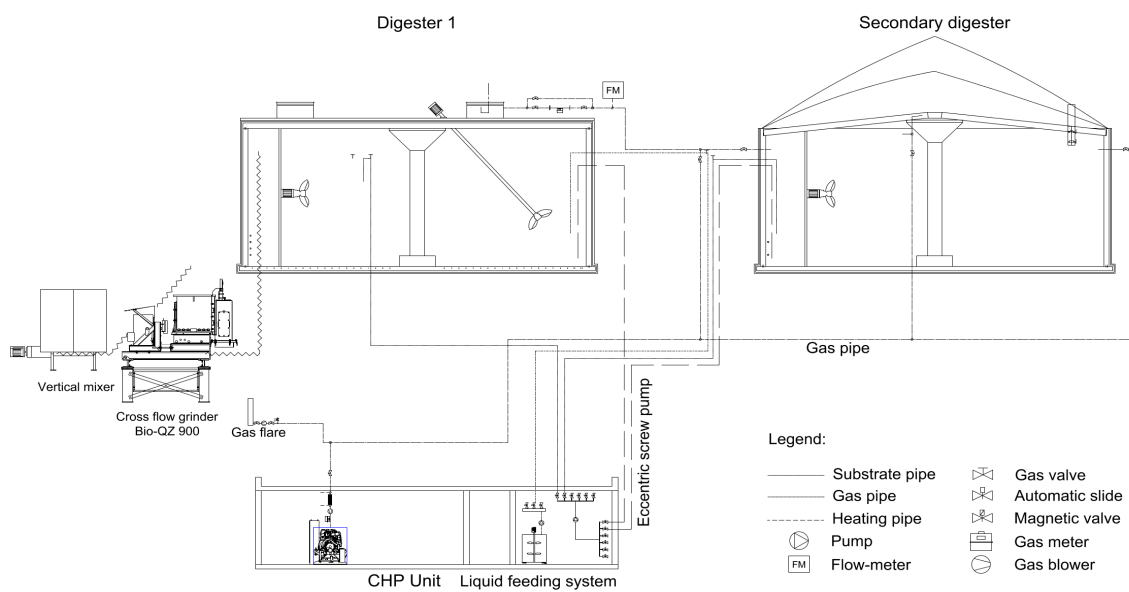 Digester 1
Secondary digester
FM
Vertical mixer
Cross flow grinder
Bio-QZ 900
Gas flare
Gas pipe
Eccentric screw pump
CHP Unit
Liquid feeding system
Legend:
Substrate pipe
Gas pipe
Heating pipe
Pump
FM Flow-meter
Gas valve
Automatic slide
Magnetic valve
Gas meter
Gas blower